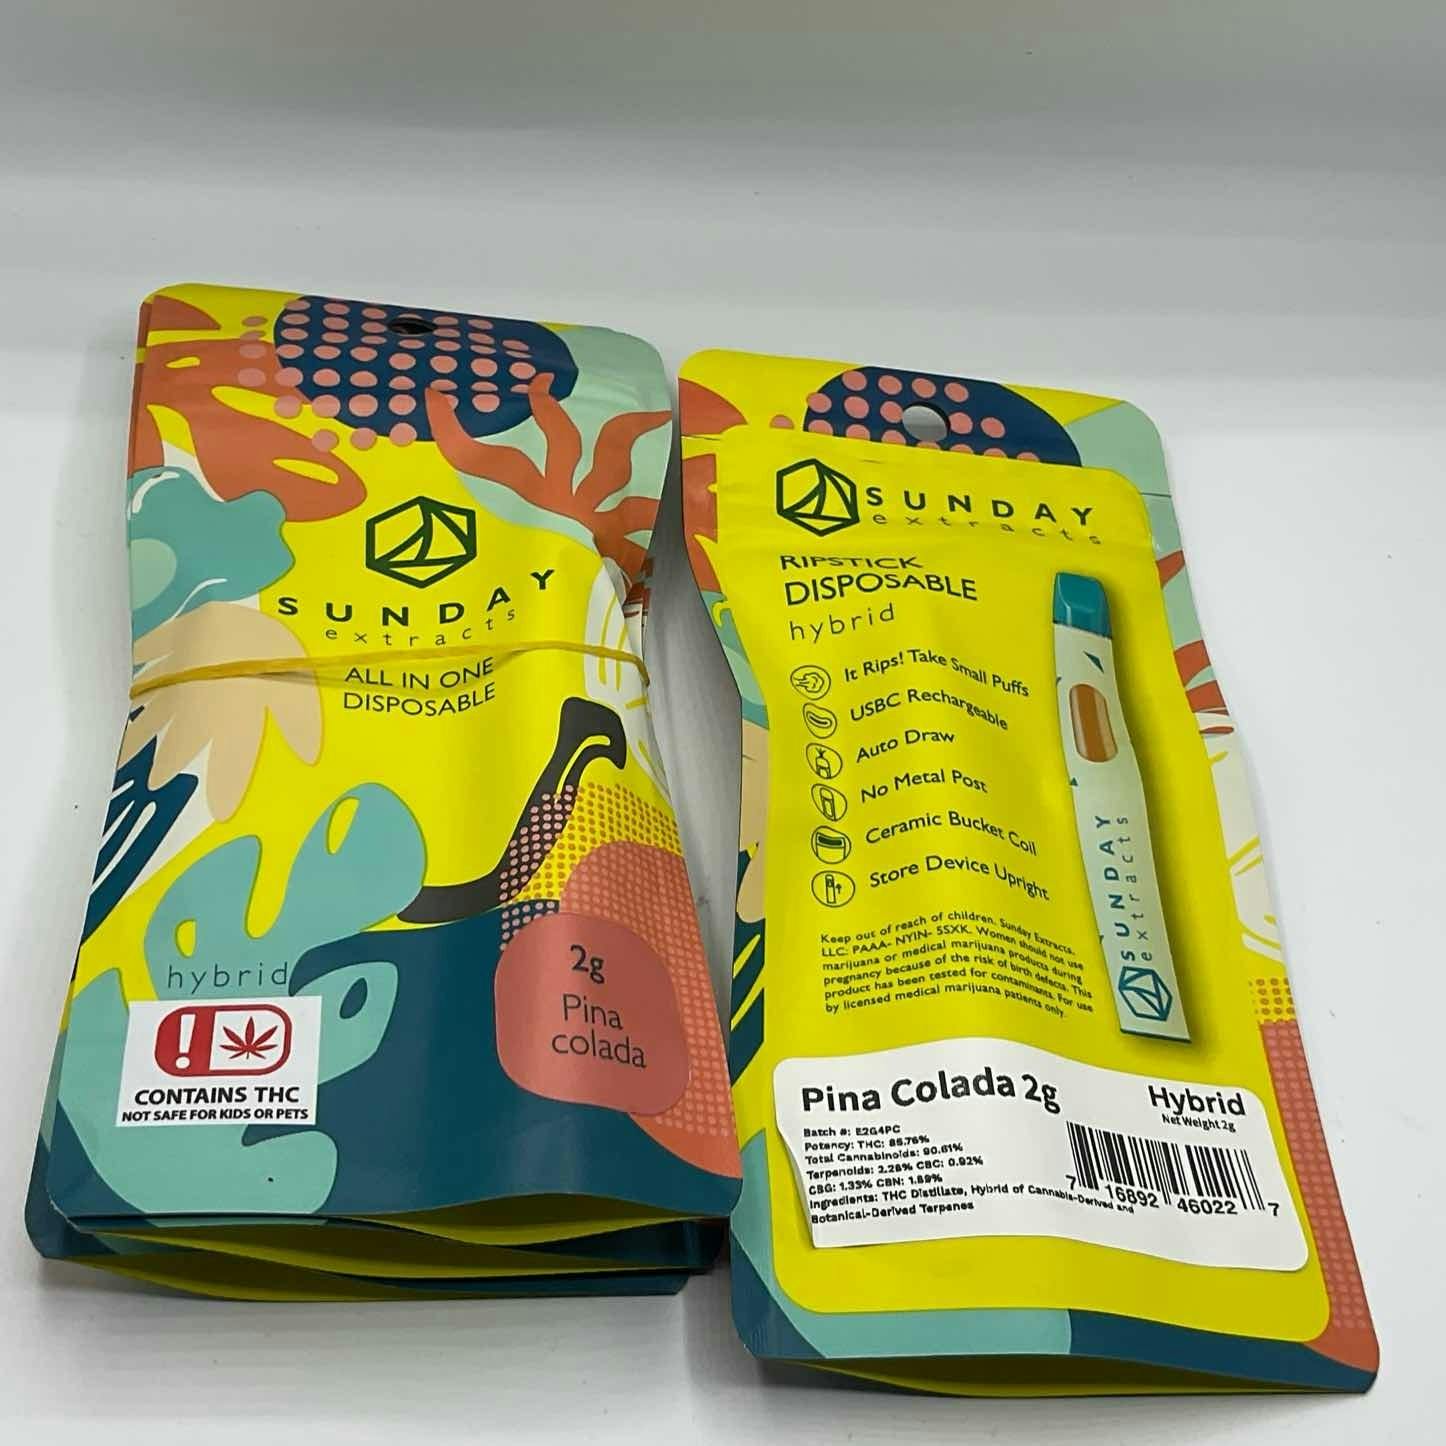 SUNDAY
extracts
ALL IN ONE
DISPOSABLE
hybrid
2g
Pina
colada
!
CONTAINS THC
NOT SAFE FOR KIDS OR PETS
SUNDAY
extracts
RIPSTICK
DISPOSABLE
hybrid
It Rips! Take Small Puffs
USBC Rechargeable
Auto Draw
No Metal Post
Ceramic Bucket Coil
Store Device Upright
SUNDAY
extracts
Keep out of reach of children. Sunday Extracts.
LLC: PAAA- NYIN- 5SXK. Women should not use
marijuana or medical marijuana products during
pregnancy because of the risk of birth defects. This
product has been tested for contaminants. For use
by licensed medical marijuana patients only.
Pina Colada 2g
Hybrid
Net Weight 2g
Batch #: E2G4PC
Potency: THC: 85.76%
Total Cannabinoids: 90.61%
Terpenoids: 2.28% CBC: 0.92%
CBG: 1.33% CBN: 1.89%
Ingredients: THC Distillate, Hybrid of Cannabis-Derived and
Botanical-Derived Terpenes
7 16892 46022 7